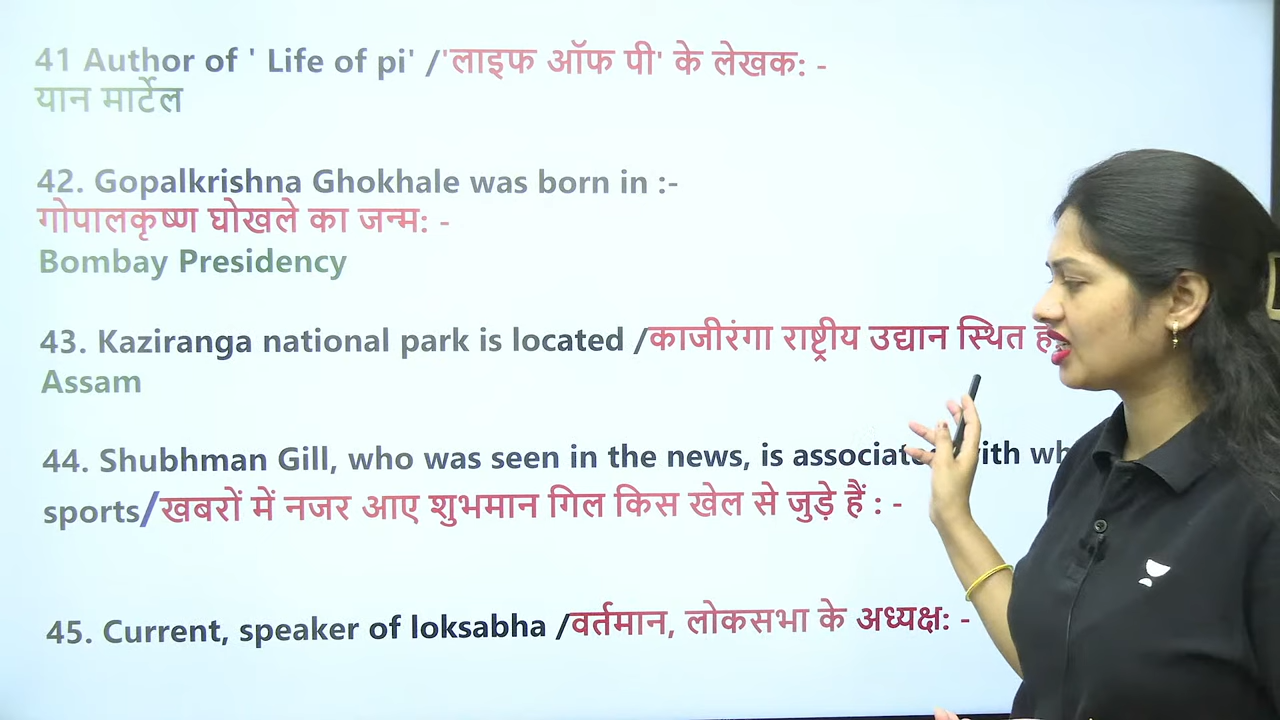 41 Author of ' Life of pi' /'लाइफ ऑफ पी' के लेखक: -
यान मार्टेल
42. Gopalkrishna Ghokhale was born in :-
गोपालकृष्ण घोखले का जन्म: -
Bombay Presidency
43. Kaziranga national park is located /काजीरंगा राष्ट्रीय उद्यान स्थित
Assam
44. Shubhman Gill, who was seen in the news, is associated with
sports/खबरों में नजर आए शुभमान गिल किस खेल से जुड़े हैं : -
45. Current, speaker of loksabha /वर्तमान, लोकसभा के अध्यक्ष: -